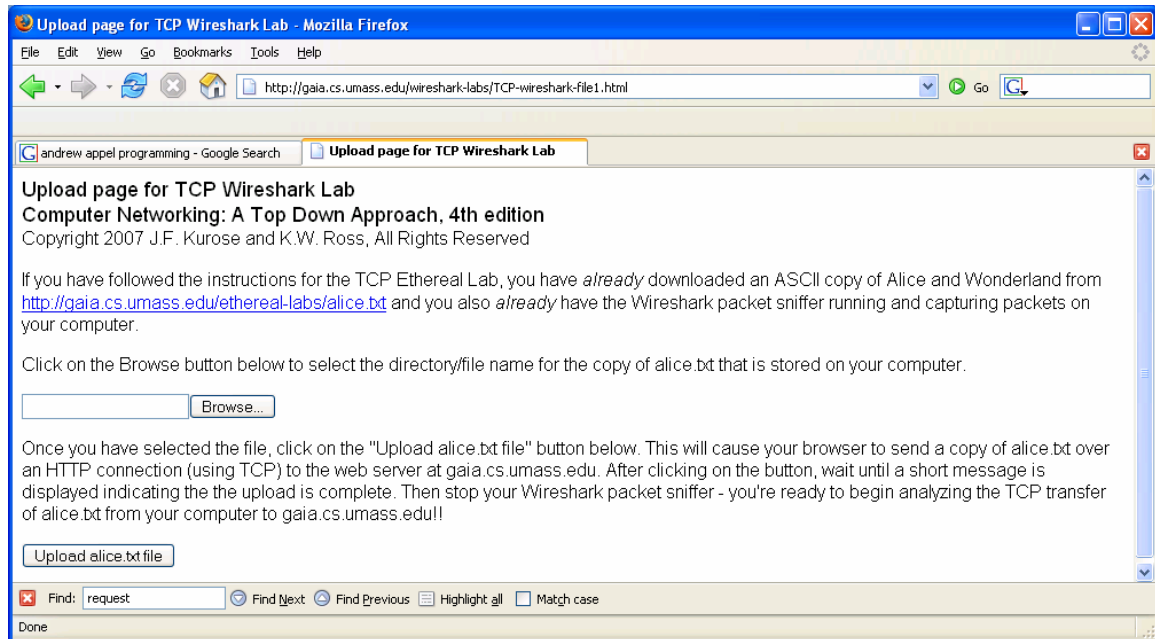 Upload page for TCP Wireshark Lab - Mozilla Firefox
File Edit View Go Bookmarks Tools Help
http://gaia.cs.umass.edu/wireshark-labs/TCP-wireshark-file1.html Go G
G andrew appel programming - Google Search Upload page for TCP Wireshark Lab
Upload page for TCP Wireshark Lab
Computer Networking: A Top Down Approach, 4th edition
Copyright 2007 J.F. Kurose and K.W. Ross, All Rights Reserved
If you have followed the instructions for the TCP Ethereal Lab, you have already downloaded an ASCII copy of Alice and Wonderland from
http://gaia.cs.umass.edu/ethereal-labs/alice.txt and you also already have the Wireshark packet sniffer running and capturing packets on
your computer.
Click on the Browse button below to select the directory/file name for the copy of alice.txt that is stored on your computer.
Browse...
Once you have selected the file, click on the "Upload alice.txt file" button below. This will cause your browser to send a copy of alice.txt over
an HTTP connection (using TCP) to the web server at gaia.cs.umass.edu. After clicking on the button, wait until a short message is
displayed indicating the the upload is complete. Then stop your Wireshark packet sniffer - you're ready to begin analyzing the TCP transfer
of alice.txt from your computer to gaia.cs.umass.edu!!
Upload alice.txt file
Find: request Find Next Find Previous Highlight all Match case
Done